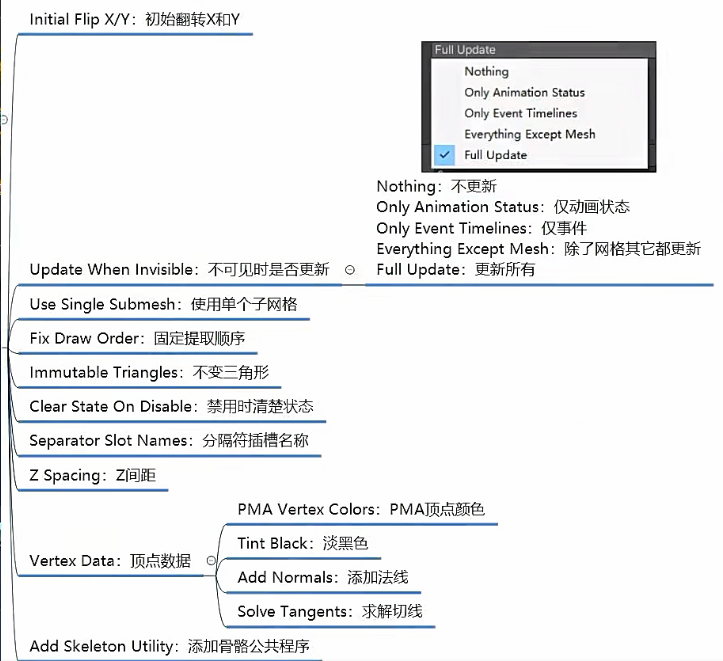 Initial Flip X/Y：初始翻转X和Y
Full Update
Nothing
Only Animation Status
Only Event Timelines
Everything Except Mesh
Full Update
Nothing：不更新
Only Animation Status：仅动画状态
Only Event Timelines：仅事件
Everything Except Mesh：除了网格其它都更新
Full Update：更新所有
Update When Invisible：不可见时是否更新
Use Single Submesh：使用单个子网格
Fix Draw Order：固定提取顺序
Immutable Triangles：不变三角形
Clear State On Disable：禁用时清楚状态
Separator Slot Names：分隔符插槽名称
Z Spacing：Z间距
Vertex Data：顶点数据
PMA Vertex Colors：PMA顶点颜色
Tint Black：淡黑色
Add Normals：添加法线
Solve Tangents：求解切线
Add Skeleton Utility：添加骨骼公共程序